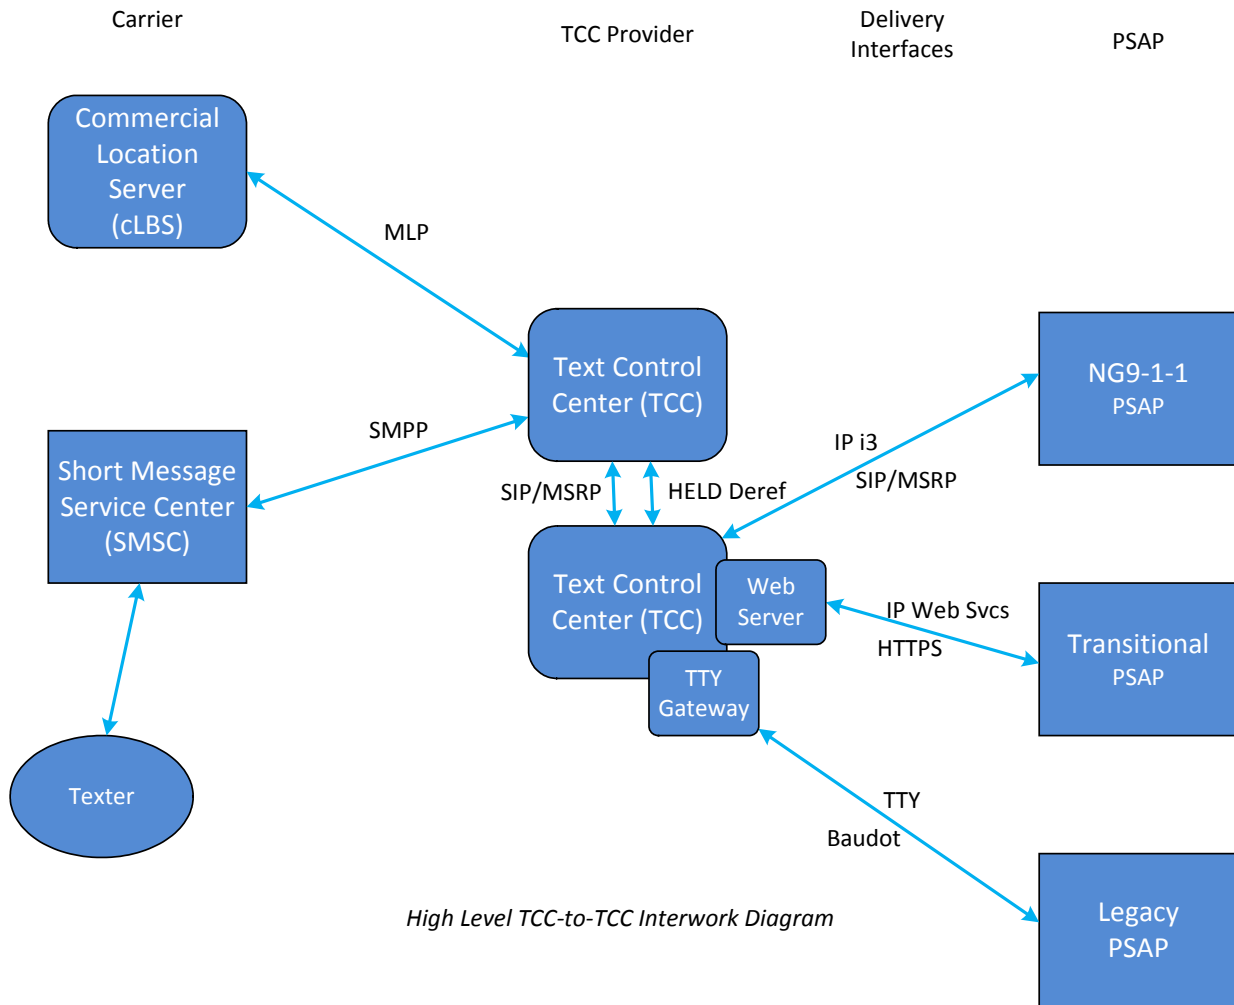 Carrier
TCC Provider
Delivery
Interfaces
PSAP
Commercial
Location
Server
(cLBS)
MLP
Text Control
Center (TCC)
NG9-1-1
PSAP
SMPP
IP i3
SIP/MSRP
Short Message
Service Center
(SMSC)
SIP/MSRP
HELD Deref
Text Control
Center (TCC)
Web
Server
IP Web Svcs
HTTPS
Transitional
PSAP
TTY
Gateway
Texter
TTY
Baudot
Legacy
PSAP
High Level TCC-to-TCC Interwork Diagram